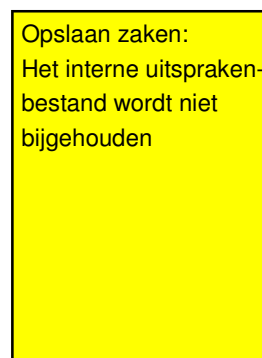 Opslaan zaken:
Het interne uitspraken-
bestand wordt niet
bijgehouden